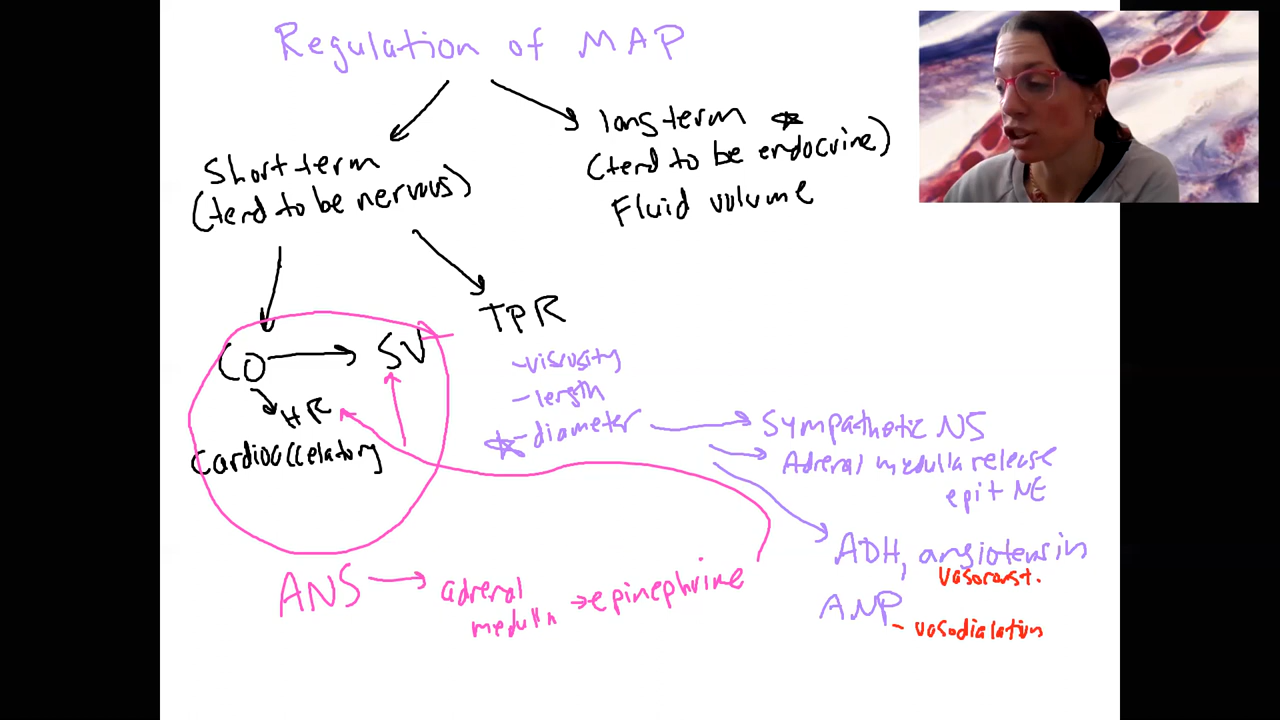 Regulation of MAP
Short term
(tend to be nervous)
long term
(tend to be endocrine)
Fluid volume
CO
SV
HR
Cardioaccelatory
TPR
- viscosity
- length
- diameter
Sympathetic NS
Adrenal medulla release
epi + NE
ADH, angiotensin
Vasoconst.
ANP
- vasodialation
ANS
adrenal
medulla
epinephrine